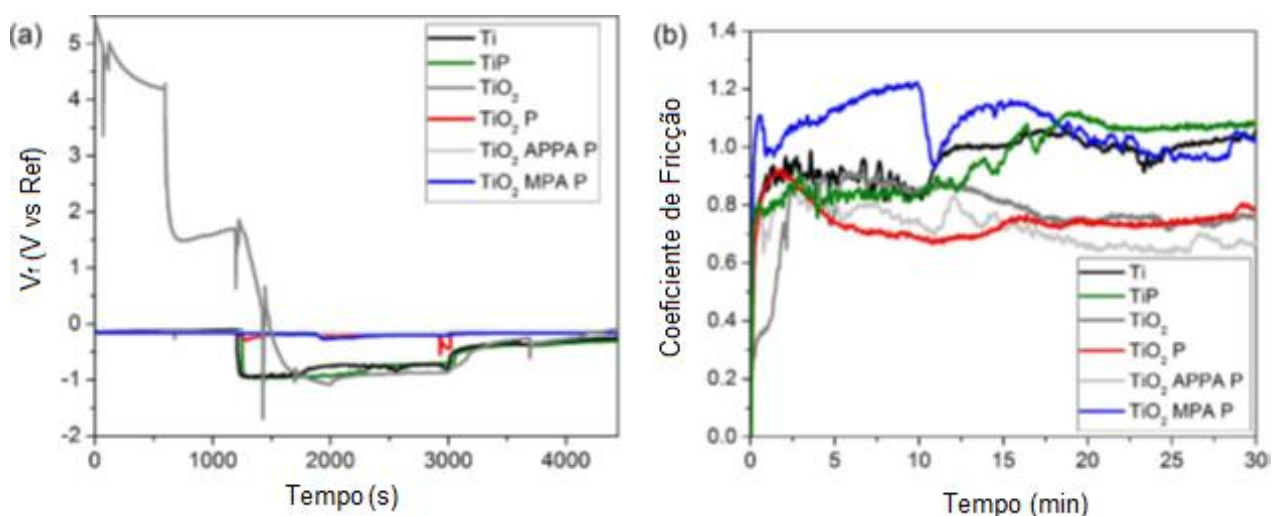 (a)
Ti
TiP
TiO₂
TiO₂ P
TiO₂ APPA P
TiO₂ MPA P
Vf (V vs Ref)
5
4
3
2
1
0
-1
-2
0 1000 2000 3000 4000
Tempo (s)
(b)
Coeficiente de Fricção
1.4
1.2
1.0
0.8
0.6
0.4
0.2
0.0
Ti
TiP
TiO₂
TiO₂ P
TiO₂ APPA P
TiO₂ MPA P
0 5 10 15 20 25 30
Tempo (min)